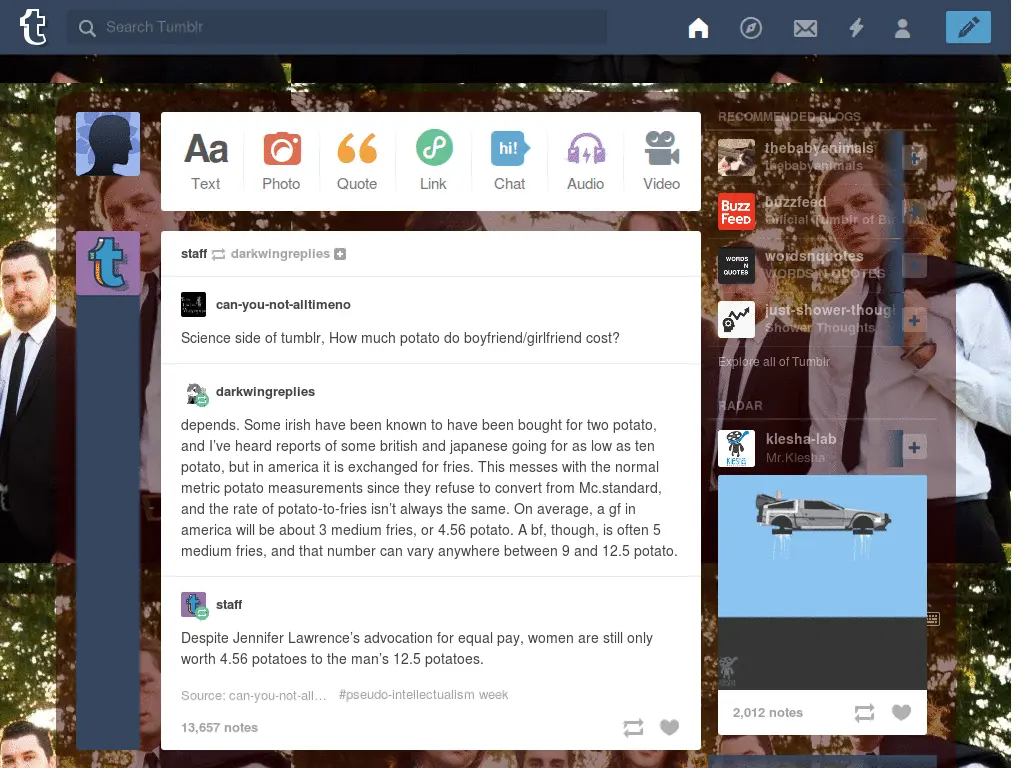 Search Tumblr
Aa
Text
Photo
Quote
Link
hi!
Chat
Audio
Video
staff darkwingreplies
can-you-not-alltimeno
Science side of tumblr, How much potato do boyfriend/girlfriend cost?
darkwingreplies
depends. Some irish have been known to have been bought for two potato,
and I've heard reports of some british and japanese going for as low as ten
potato, but in america it is exchanged for fries. This messes with the normal
metric potato measurements since they refuse to convert from Mc.standard,
and the rate of potato-to-fries isn't always the same. On average, a gf in
america will be about 3 medium fries, or 4.56 potato. A bf, though, is often 5
medium fries, and that number can vary anywhere between 9 and 12.5 potato.
staff
Despite Jennifer Lawrence's advocation for equal pay, women are still only
worth 4.56 potatoes to the man's 12.5 potatoes.
Source: can-you-not-all… #pseudo-intellectualism week
13,657 notes
RECOMMENDED BLOGS
thebabyanimals
thebabyanimals
BuzzFeed
buzzfeed
Official Tumblr of
WORDS
N
QUOTES
wordsnquotes
WORDS N QUOTES
just-shower-though
Shower Thoughts
Explore all of Tumblr
RADAR
klesha-lab
Mr.Klesha
2,012 notes